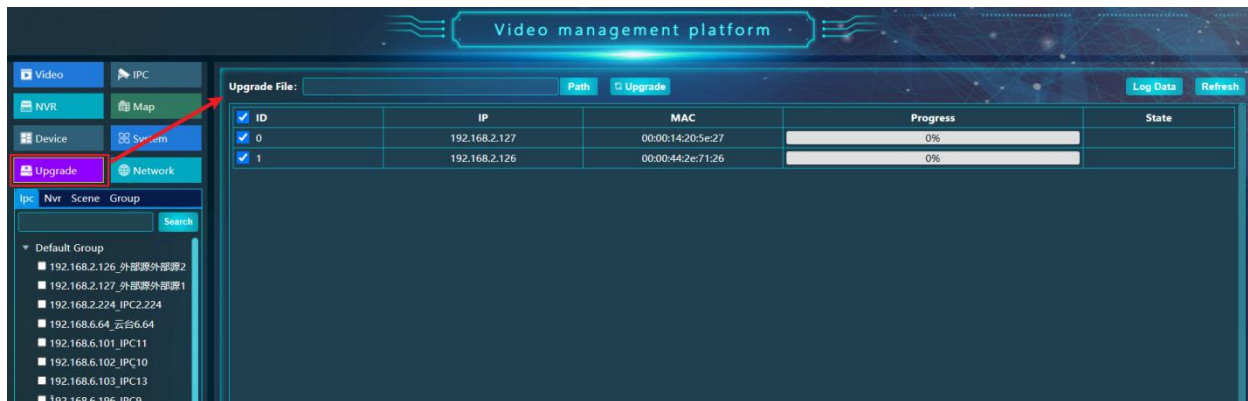 Video management platform
Video IPC
NVR Map
Device System
Upgrade Network
Ipc Nvr Scene Group
Search
Default Group
192.168.2.126_外部源外部源2
192.168.2.127_外部源外部源1
192.168.2.224_IPC2.224
192.168.6.64_云台6.64
192.168.6.101_IPC11
192.168.6.102_IPC10
192.168.6.103_IPC13
Upgrade File: Path Upgrade Log Data Refresh
ID IP MAC Progress State
0 192.168.2.127 00:00:14:20:5e:27 0%
1 192.168.2.126 00:00:44:2e:71:26 0%